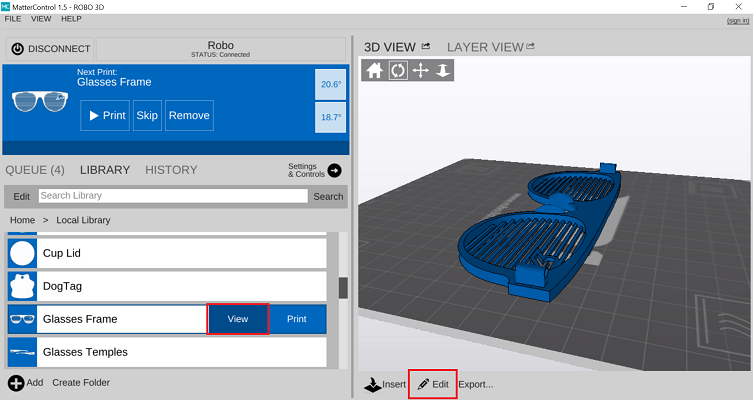 MC MatterControl 1.5 - ROBO 3D
FILE VIEW HELP
(sign in)
DISCONNECT
Robo
STATUS: Connected
Next Print:
Glasses Frame
Print Skip Remove
20.6°
18.7°
QUEUE (4) LIBRARY HISTORY
Settings
& Controls
Edit Search Library Search
Home > Local Library
Cup Lid
DogTag
Glasses Frame View Print
Glasses Temples
Add Create Folder
3D VIEW LAYER VIEW
Insert Edit Export...